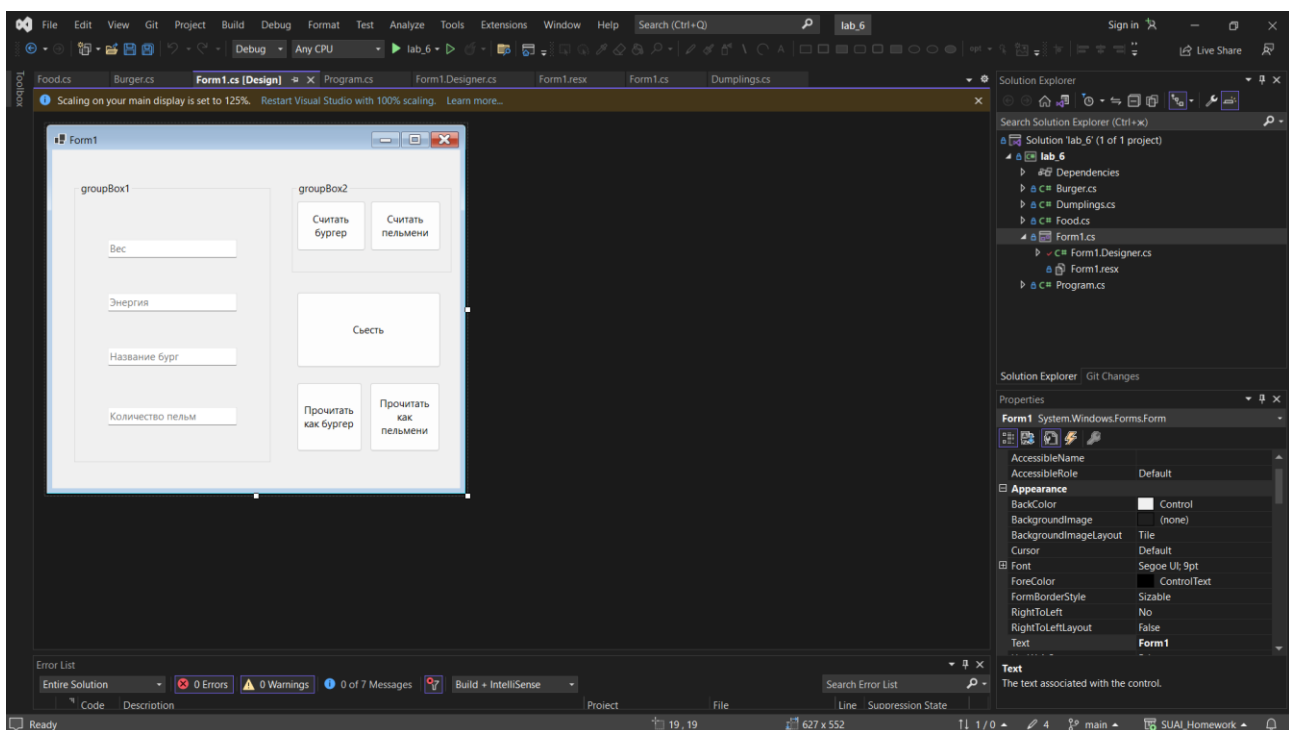 File Edit View Git Project Build Debug Format Test Analyze Tools Extensions Window Help Search (Ctrl+Q) lab_6 Sign in
Debug Any CPU lab_6 Live Share
Toolbox
Food.cs Burger.cs Form1.cs [Design] Program.cs Form1.Designer.cs Form1.resx Form1.cs Dumplings.cs
Scaling on your main display is set to 125%. Restart Visual Studio with 100% scaling. Learn more...
Form1
groupBox1
Вес
Энергия
Название бург
Количество пельм
groupBox2
Считать
бургер
Считать
пельмени
Сьесть
Прочитать
как бургер
Прочитать
как
пельмени
Solution Explorer
Search Solution Explorer (Ctrl+ж)
Solution 'lab_6' (1 of 1 project)
lab_6
Dependencies
C# Burger.cs
C# Dumplings.cs
C# Food.cs
Form1.cs
C# Form1.Designer.cs
Form1.resx
C# Program.cs
Solution Explorer Git Changes
Properties
Form1 System.Windows.Forms.Form
AccessibleName
AccessibleRole Default
Appearance
BackColor Control
BackgroundImage (none)
BackgroundImageLayout Tile
Cursor Default
Font Segoe UI; 9pt
ForeColor ControlText
FormBorderStyle Sizable
RightToLeft No
RightToLeftLayout False
Text Form1
Text
The text associated with the control.
Error List
Entire Solution 0 Errors 0 Warnings 0 of 7 Messages Build + IntelliSense Search Error List
Code Description Project File Line Suppression State
Ready 19 , 19 627 x 552 1 / 0 4 main SUAI_Homework